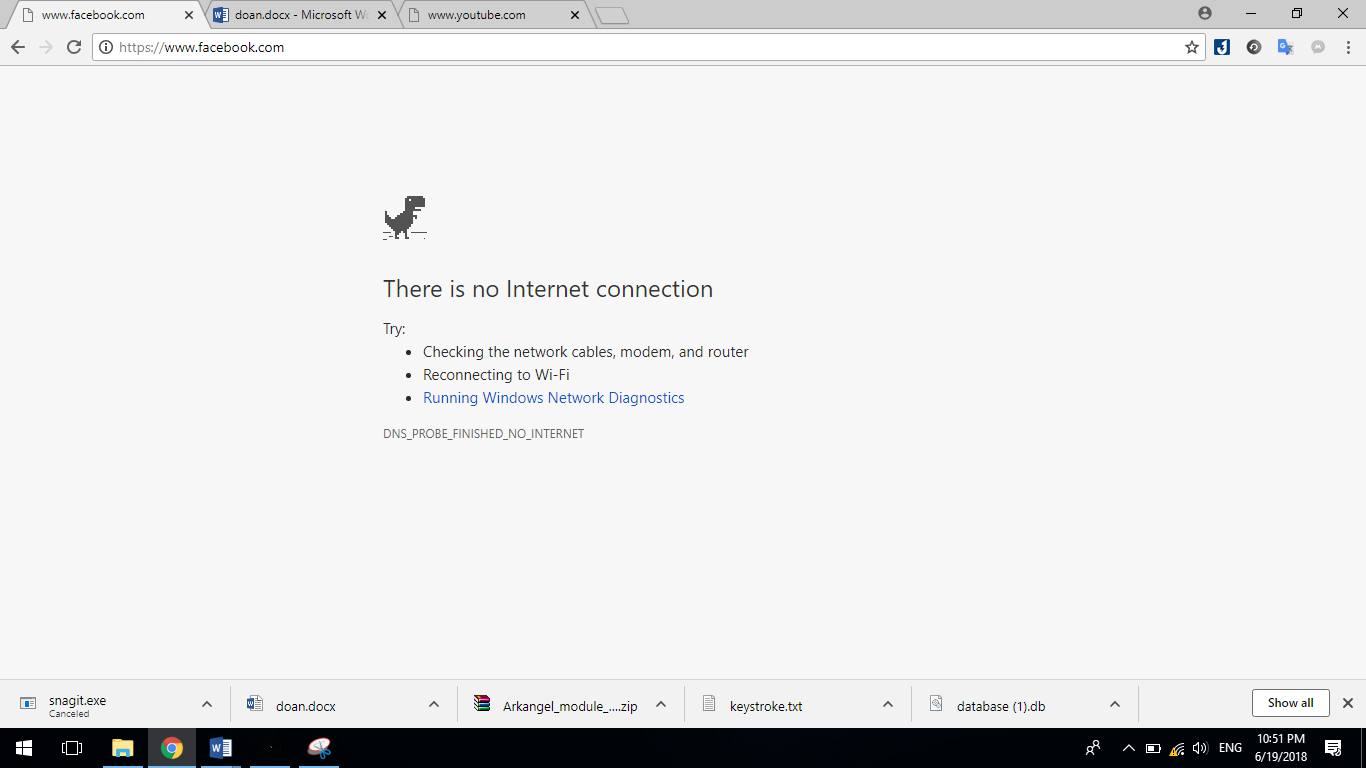 www.facebook.com
doan.docx - Microsoft Wo
www.youtube.com
https://www.facebook.com
There is no Internet connection
Try:
Checking the network cables, modem, and router
Reconnecting to Wi-Fi
Running Windows Network Diagnostics
DNS_PROBE_FINISHED_NO_INTERNET
snagit.exe
Canceled
doan.docx
Arkangel_module_....zip
keystroke.txt
database (1).db
Show all
ENG
10:51 PM
6/19/2018